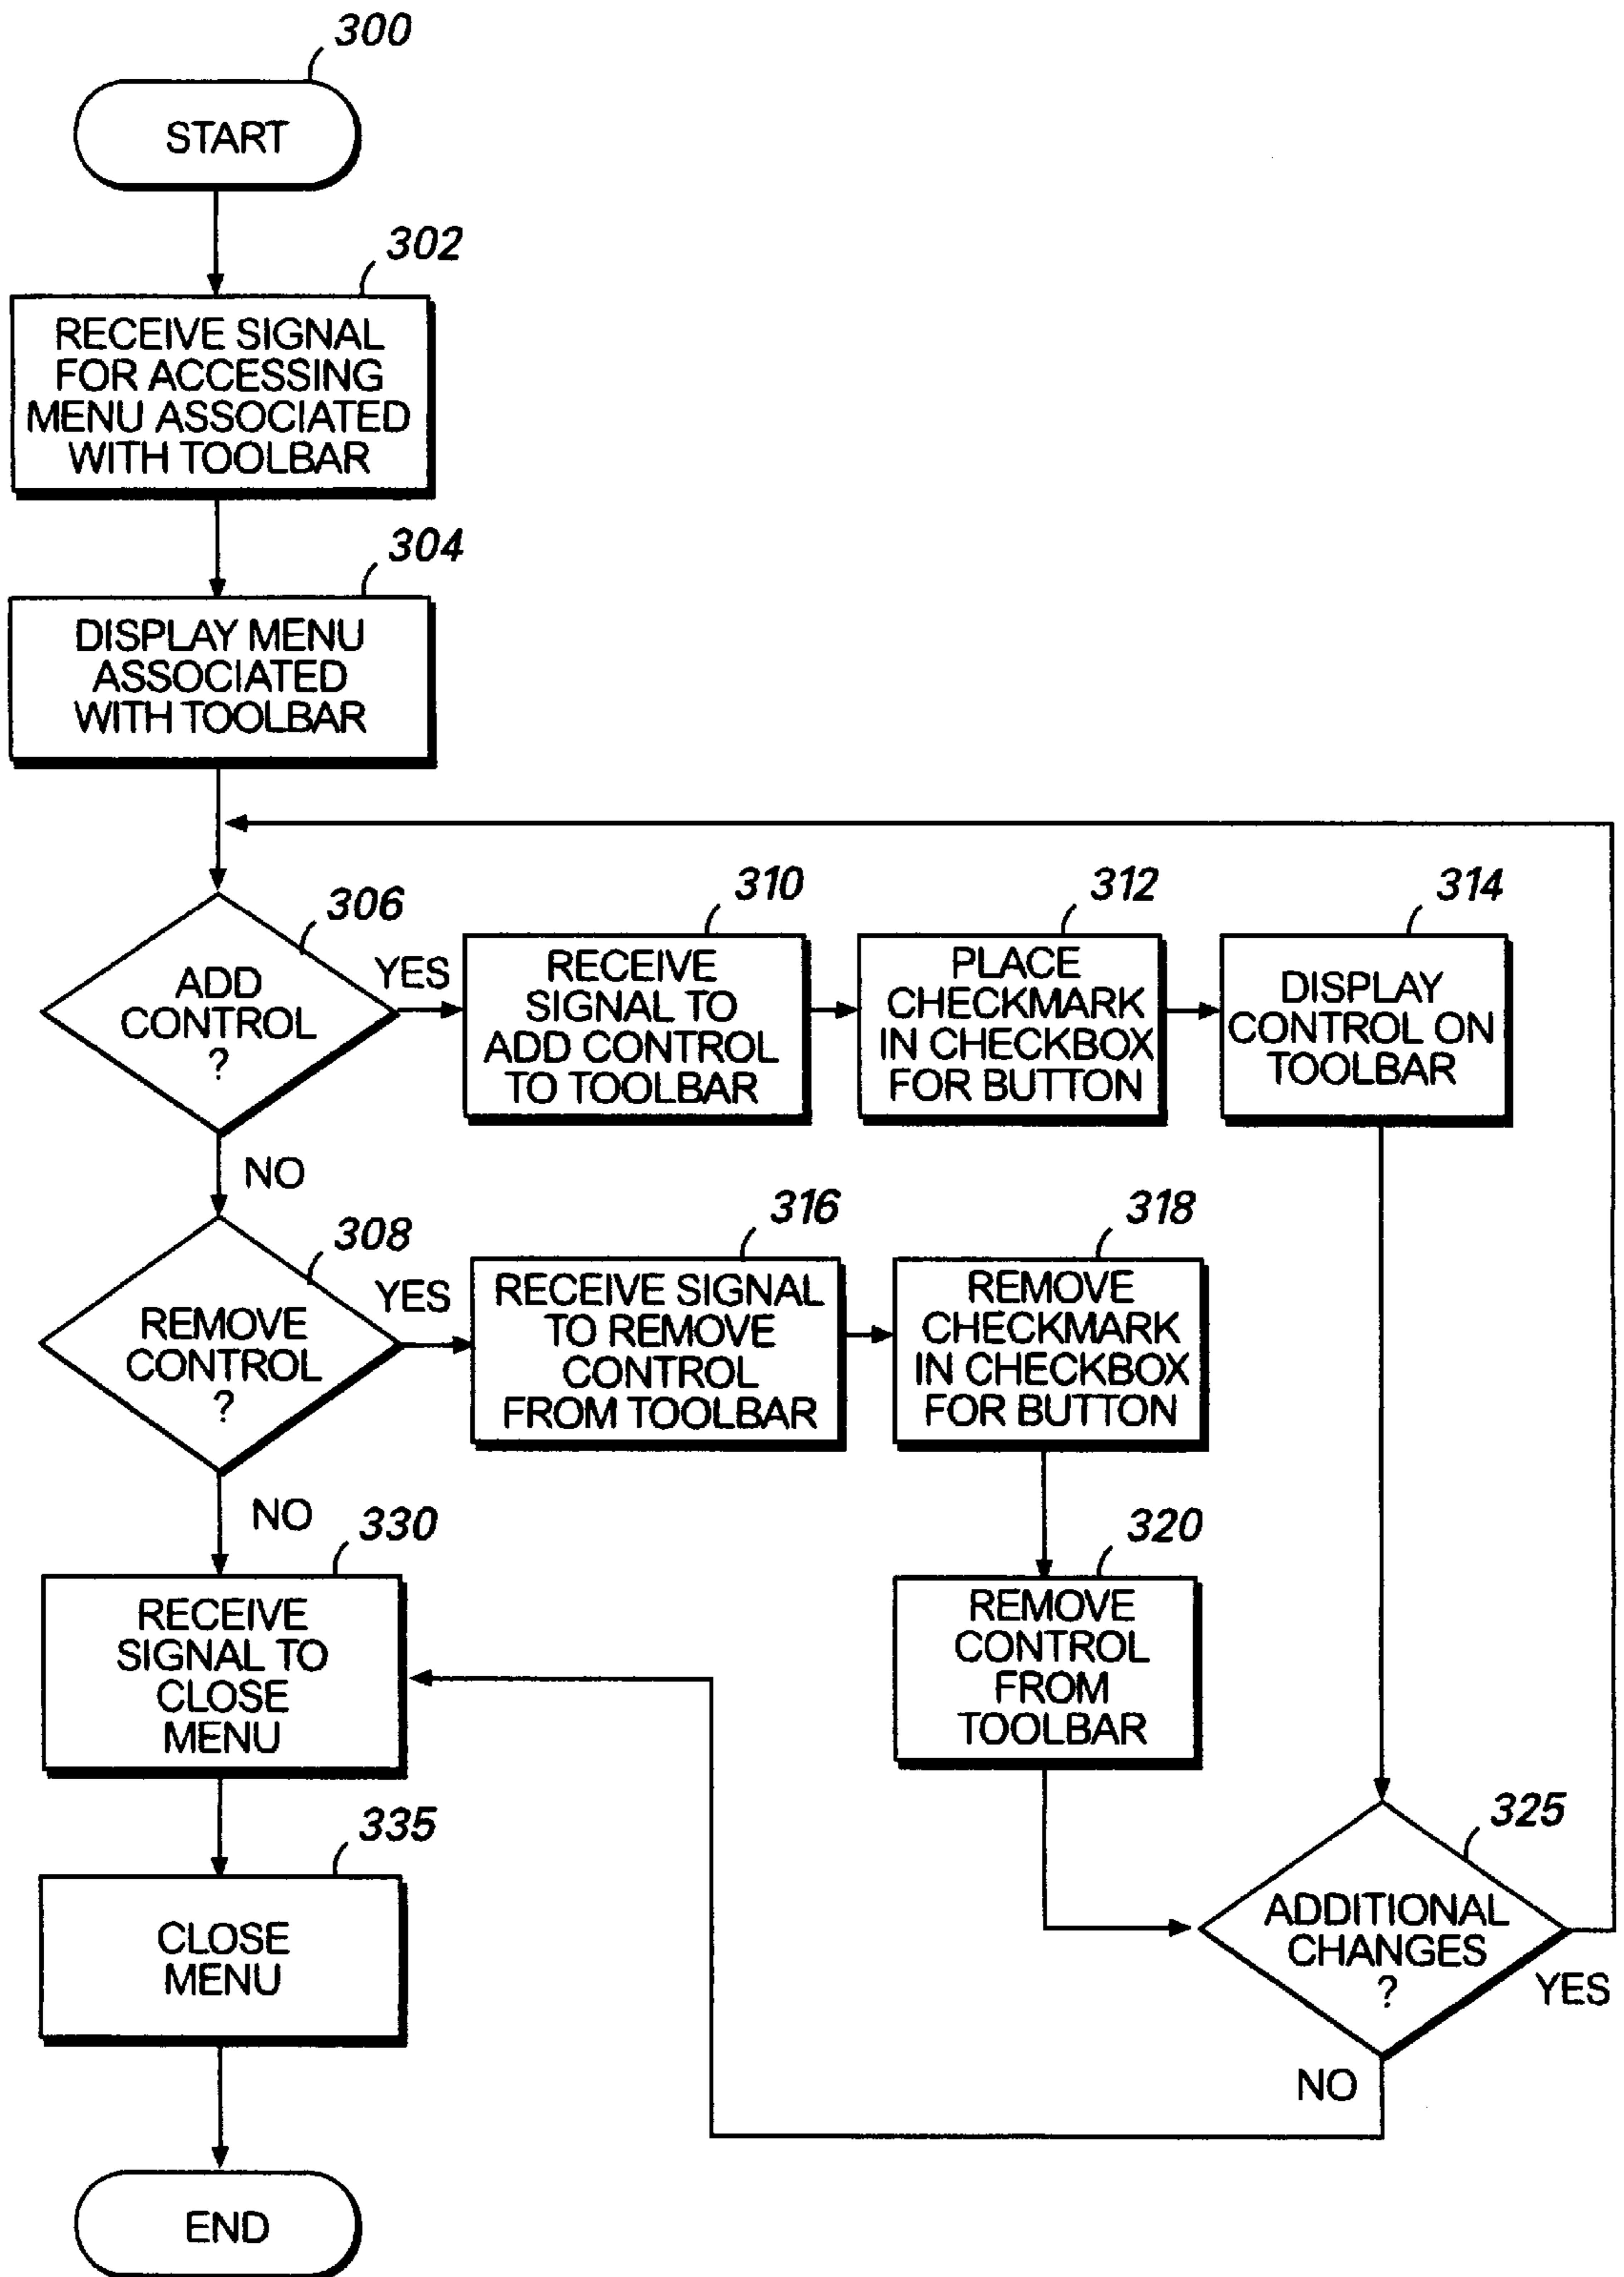 300
START
302
RECEIVE SIGNAL
FOR ACCESSING
MENU ASSOCIATED
WITH TOOLBAR
304
DISPLAY MENU
ASSOCIATED
WITH TOOLBAR
306
ADD
CONTROL
?
YES
310
RECEIVE
SIGNAL TO
ADD CONTROL
TO TOOLBAR
312
PLACE
CHECKMARK
IN CHECKBOX
FOR BUTTON
314
DISPLAY
CONTROL ON
TOOLBAR
NO
308
REMOVE
CONTROL
?
YES
316
RECEIVE SIGNAL
TO REMOVE
CONTROL
FROM TOOLBAR
318
REMOVE
CHECKMARK
IN CHECKBOX
FOR BUTTON
NO
330
RECEIVE
SIGNAL TO
CLOSE
MENU
320
REMOVE
CONTROL
FROM
TOOLBAR
325
ADDITIONAL
CHANGES
?
YES
NO
335
CLOSE
MENU
END